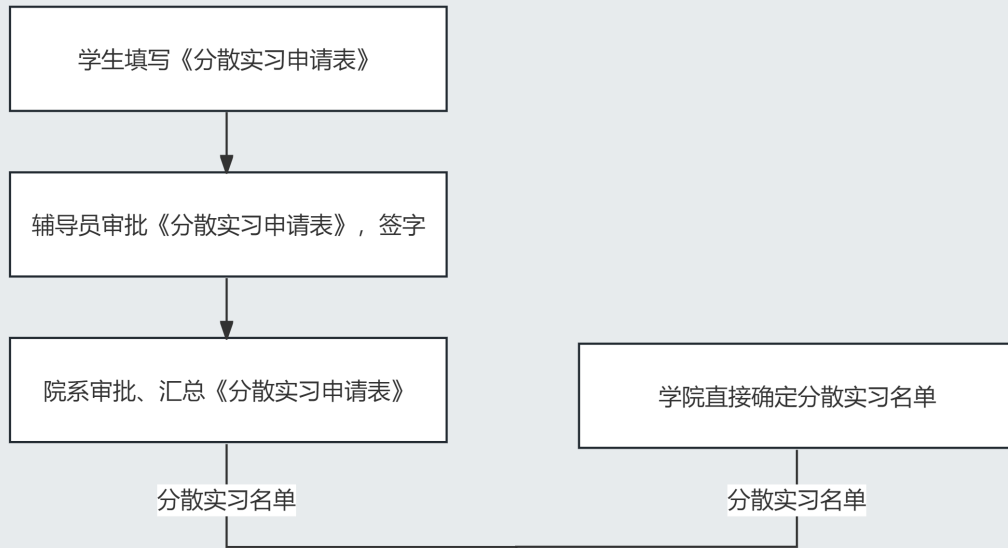 学生填写《分散实习申请表》
辅导员审批《分散实习申请表》，签字
院系审批、汇总《分散实习申请表》
学院直接确定分散实习名单
分散实习名单
分散实习名单